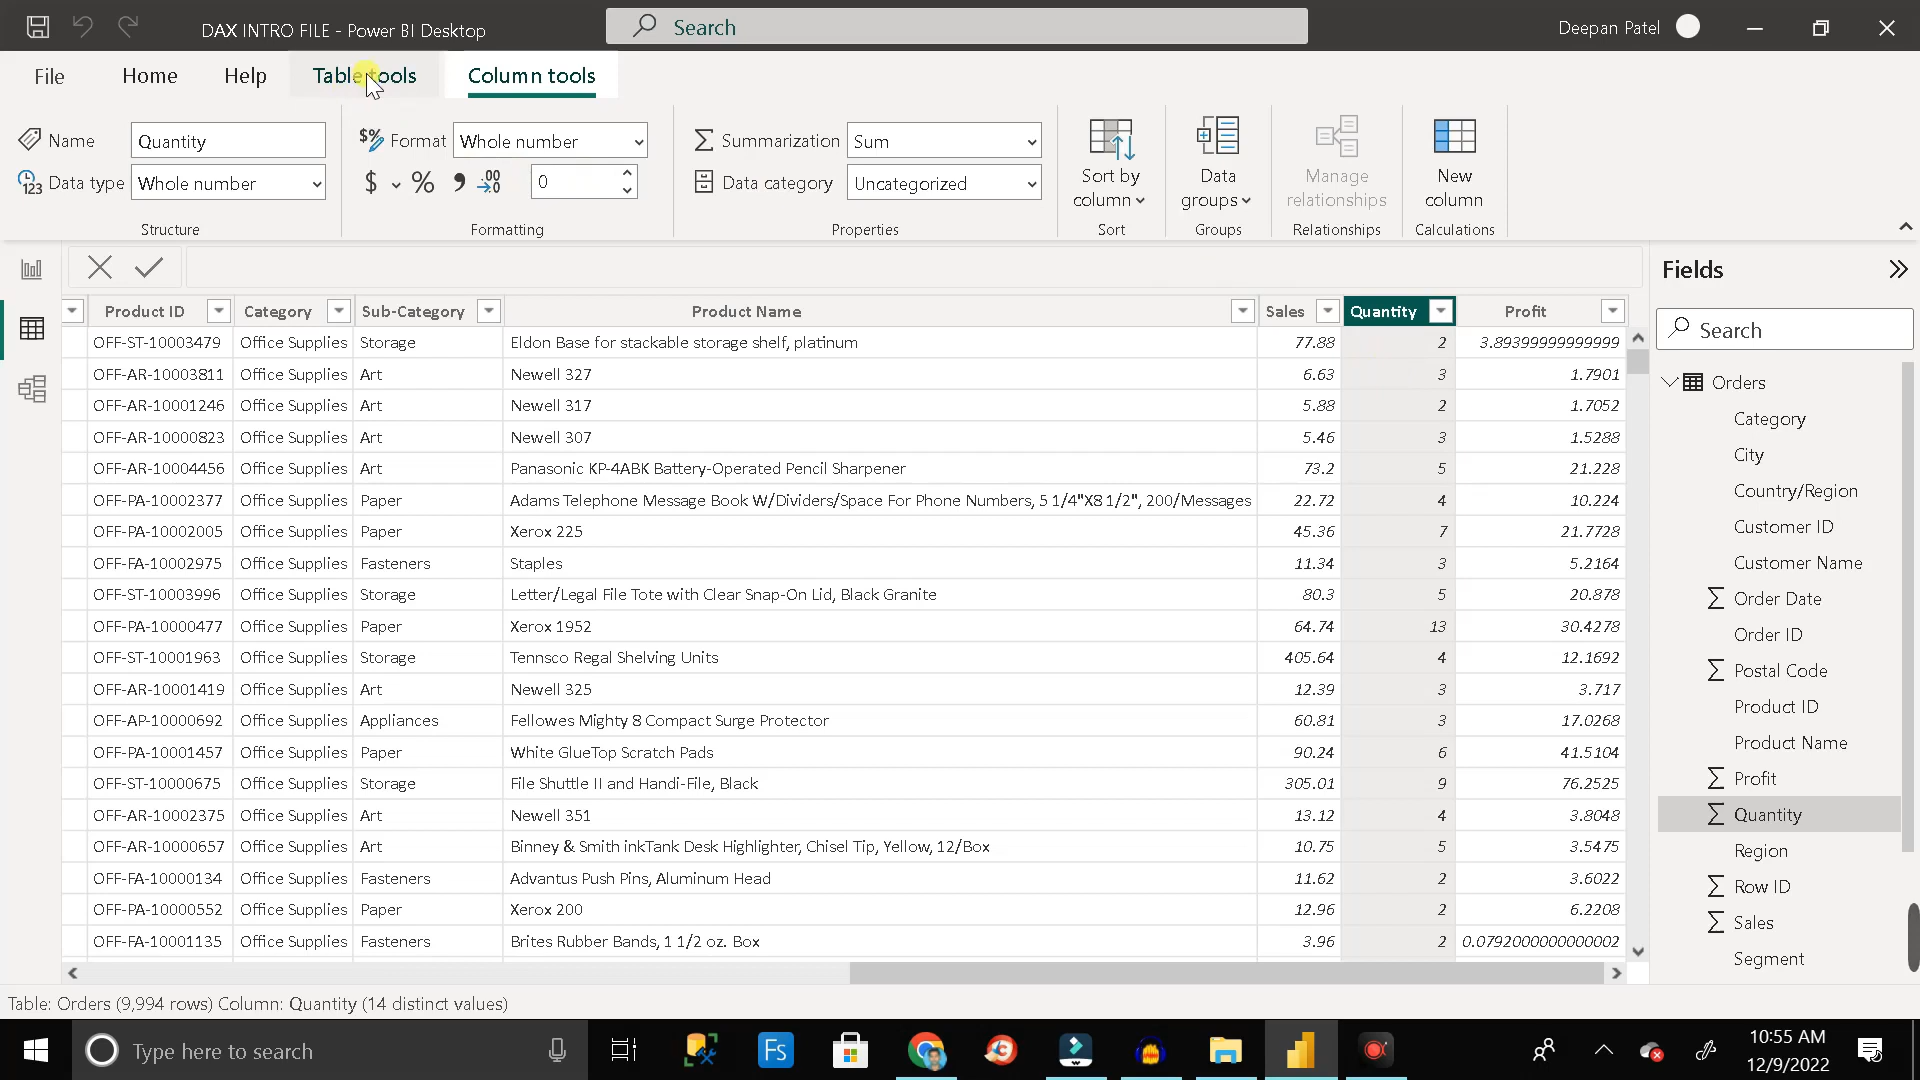 DAX INTRO FILE - Power BI Desktop
Search
Deepan Patel
File Home Help Table tools Column tools
Name Quantity
Data type Whole number
Structure
$% Format Whole number
$ % 9 .00 0
Formatting
Summarization Sum
Data category Uncategorized
Properties
Sort by column
Sort
Data groups
Groups
Manage relationships
Relationships
New column
Calculations
Product ID Category Sub-Category Product Name Sales Quantity Profit
OFF-ST-10003479 Office Supplies Storage Eldon Base for stackable storage shelf, platinum 77.88 2 3.89399999999999
OFF-AR-10003811 Office Supplies Art Newell 327 6.63 3 1.7901
OFF-AR-10001246 Office Supplies Art Newell 317 5.88 2 1.7052
OFF-AR-10000823 Office Supplies Art Newell 307 5.46 3 1.5288
OFF-AR-10004456 Office Supplies Art Panasonic KP-4ABK Battery-Operated Pencil Sharpener 73.2 5 21.228
OFF-PA-10002377 Office Supplies Paper Adams Telephone Message Book W/Dividers/Space For Phone Numbers, 5 1/4"X8 1/2", 200/Messages 22.72 4 10.224
OFF-PA-10002005 Office Supplies Paper Xerox 225 45.36 7 21.7728
OFF-FA-10002975 Office Supplies Fasteners Staples 11.34 3 5.2164
OFF-ST-10003996 Office Supplies Storage Letter/Legal File Tote with Clear Snap-On Lid, Black Granite 80.3 5 20.878
OFF-PA-10000477 Office Supplies Paper Xerox 1952 64.74 13 30.4278
OFF-ST-10001963 Office Supplies Storage Tennsco Regal Shelving Units 405.64 4 12.1692
OFF-AR-10001419 Office Supplies Art Newell 325 12.39 3 3.717
OFF-AP-10000692 Office Supplies Appliances Fellowes Mighty 8 Compact Surge Protector 60.81 3 17.0268
OFF-PA-10001457 Office Supplies Paper White GlueTop Scratch Pads 90.24 6 41.5104
OFF-ST-10000675 Office Supplies Storage File Shuttle II and Handi-File, Black 305.01 9 76.2525
OFF-AR-10002375 Office Supplies Art Newell 351 13.12 4 3.8048
OFF-AR-10000657 Office Supplies Art Binney & Smith inkTank Desk Highlighter, Chisel Tip, Yellow, 12/Box 10.75 5 3.5475
OFF-FA-10000134 Office Supplies Fasteners Advantus Push Pins, Aluminum Head 11.62 2 3.6022
OFF-PA-10000552 Office Supplies Paper Xerox 200 12.96 2 6.2208
OFF-FA-10001135 Office Supplies Fasteners Brites Rubber Bands, 1 1/2 oz. Box 3.96 2 0.0792000000000002
Fields
Search
Orders
Category
City
Country/Region
Customer ID
Customer Name
Order Date
Order ID
Postal Code
Product ID
Product Name
Profit
Quantity
Region
Row ID
Sales
Segment
Table: Orders (9,994 rows) Column: Quantity (14 distinct values)
Type here to search
Fs
10:55 AM
12/9/2022